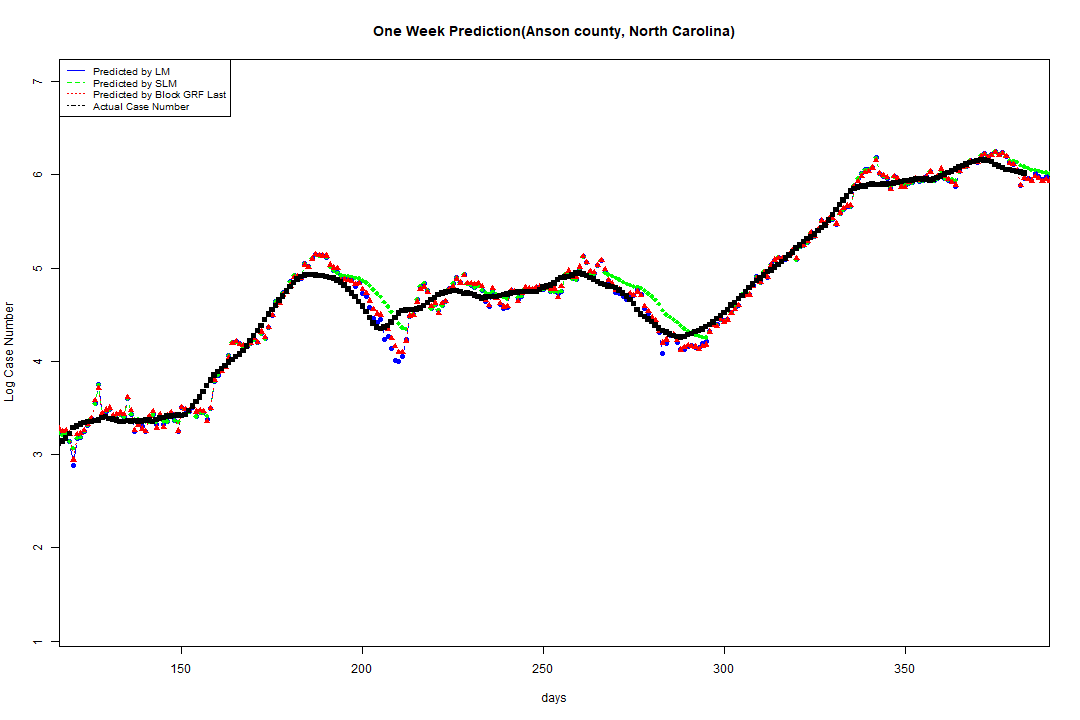 One Week Prediction(Anson county, North Carolina)
Predicted by LM
Predicted by SLM
Predicted by Block GRF Last
Actual Case Number
7
6
5
4
3
2
1
Log Case Number
150 200 250 300 350
days